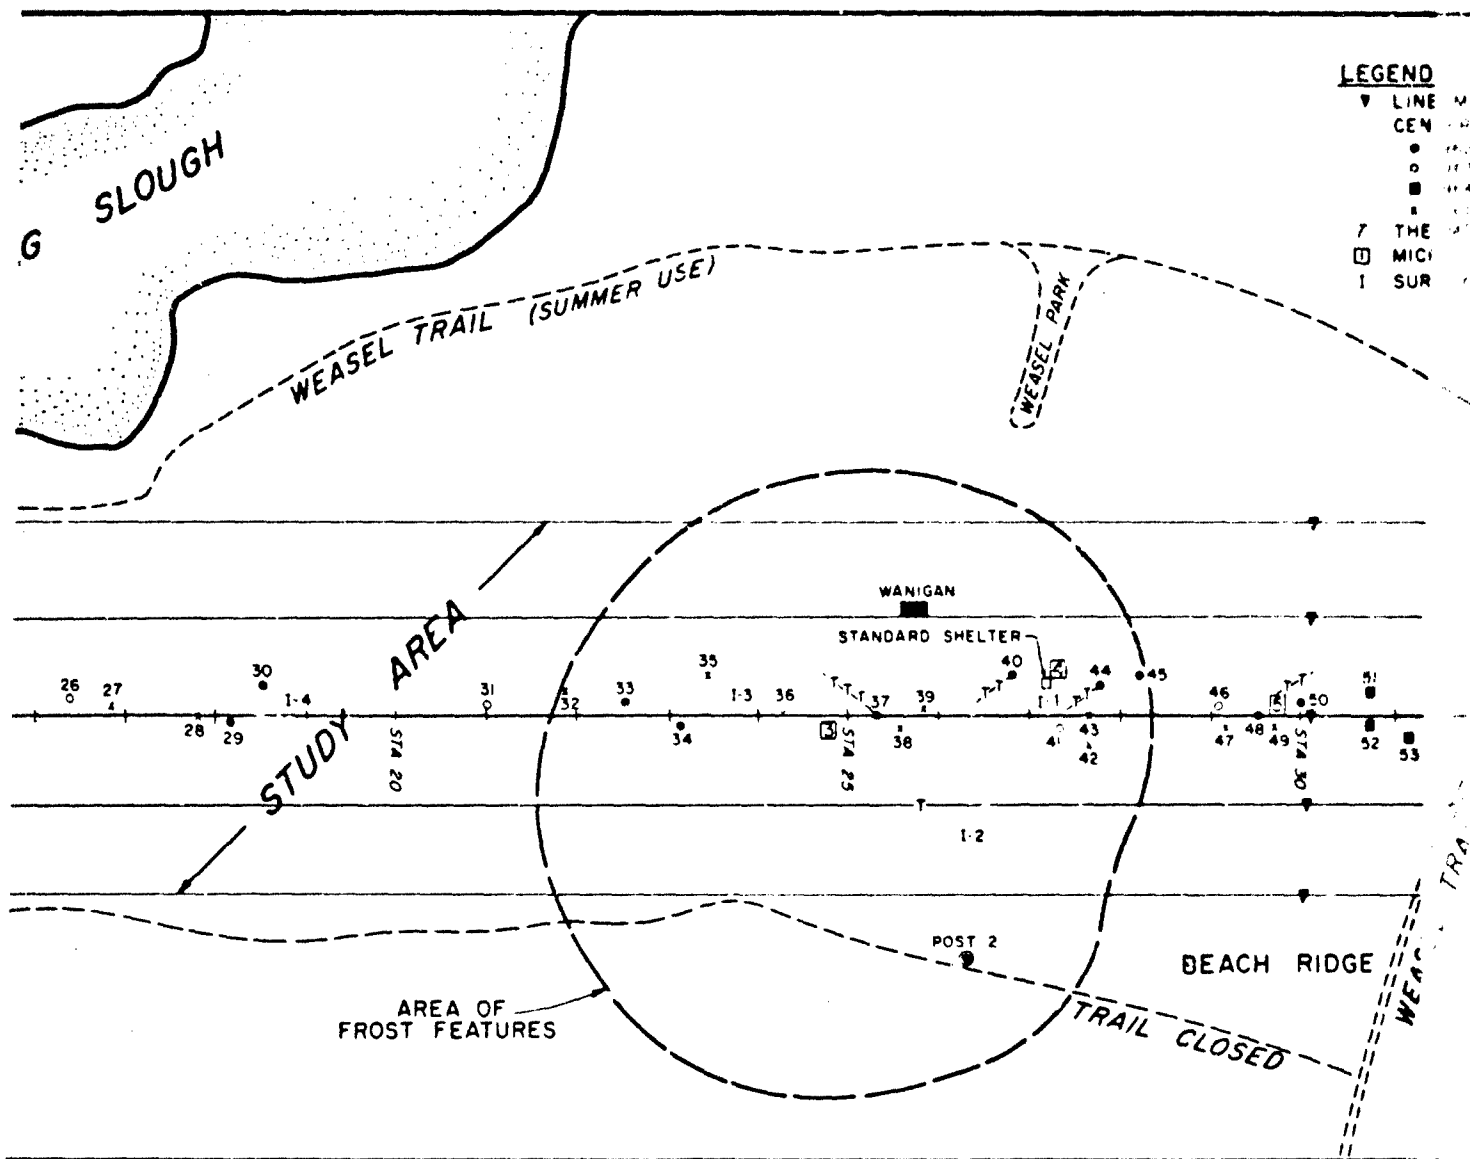 LEGEND
LINE M
CEN
THE
MICI
I SUR
SLOUGH
G
WEASEL TRAIL (SUMMER USE)
WEASEL PARK
WANIGAN
STANDARD SHELTER
STUDY AREA
26
27
28
29
30
I-4
STA 20
31
32
33
34
35
I-3
36
3
37
STA 25
38
39
40
I-1
43
42
44
45
46
47
48
49
50
STA 30
51
52
53
T
I-2
POST 2
BEACH RIDGE
AREA OF
FROST FEATURES
TRAIL CLOSED